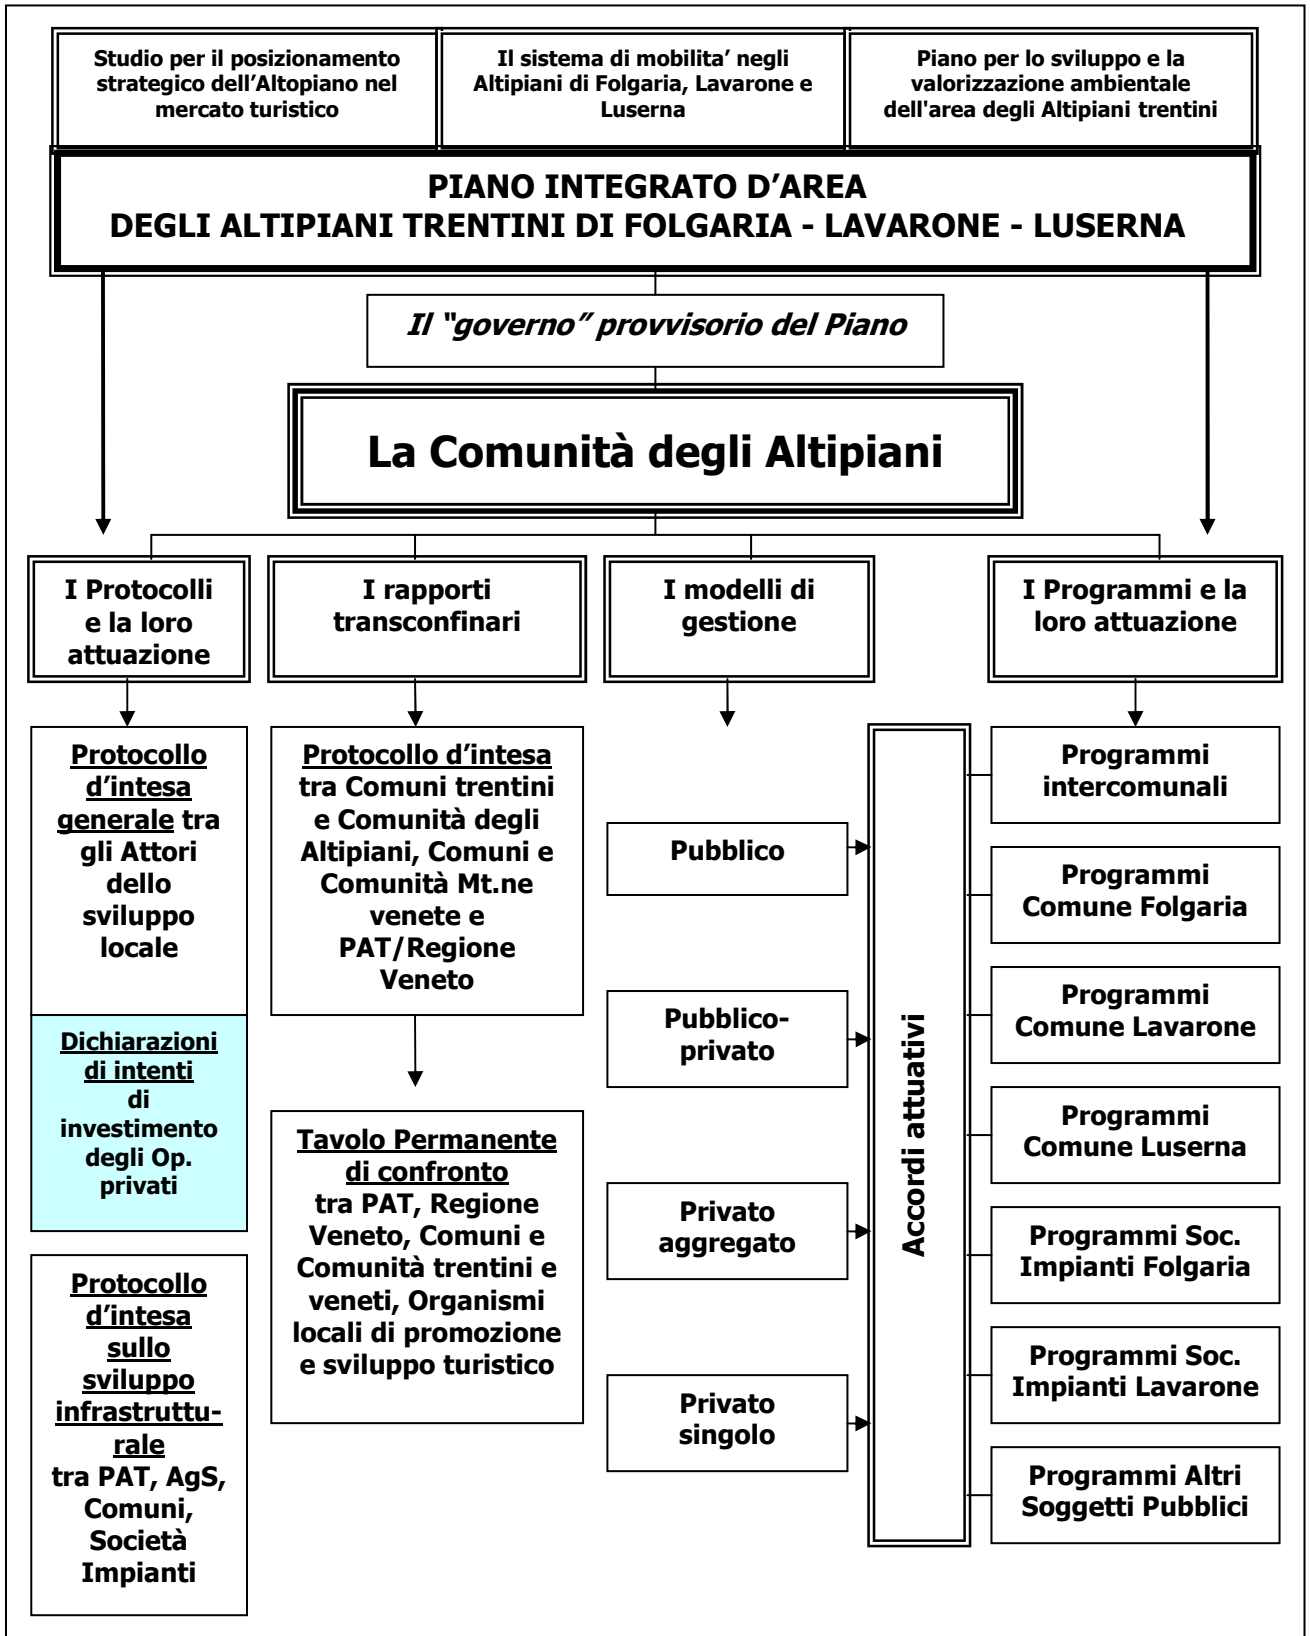 Studio per il posizionamento
strategico dell’Altopiano nel
mercato turistico
Il sistema di mobilita’ negli
Altipiani di Folgaria, Lavarone e
Luserna
Piano per lo sviluppo e la
valorizzazione ambientale
dell'area degli Altipiani trentini
PIANO INTEGRATO D’AREA
DEGLI ALTIPIANI TRENTINI DI FOLGARIA - LAVARONE - LUSERNA
Il “governo” provvisorio del Piano
La Comunità degli Altipiani
I Protocolli
e la loro
attuazione
I rapporti
transconfinari
I modelli di
gestione
I Programmi e la
loro attuazione
Protocollo
d’intesa
generale tra
gli Attori
dello
sviluppo
locale
Dichiarazioni
di intenti
di
investimento
degli Op.
privati
Protocollo
d’intesa
sullo
sviluppo
infrastruttu-
rale
tra PAT, AgS,
Comuni,
Società
Impianti
Protocollo d’intesa
tra Comuni trentini
e Comunità degli
Altipiani, Comuni e
Comunità Mt.ne
venete e
PAT/Regione
Veneto
Tavolo Permanente
di confronto
tra PAT, Regione
Veneto, Comuni e
Comunità trentini e
veneti, Organismi
locali di promozione
e sviluppo turistico
Pubblico
Pubblico-
privato
Privato
aggregato
Privato
singolo
Accordi attuativi
Programmi
intercomunali
Programmi
Comune Folgaria
Programmi
Comune Lavarone
Programmi
Comune Luserna
Programmi Soc.
Impianti Folgaria
Programmi Soc.
Impianti Lavarone
Programmi Altri
Soggetti Pubblici